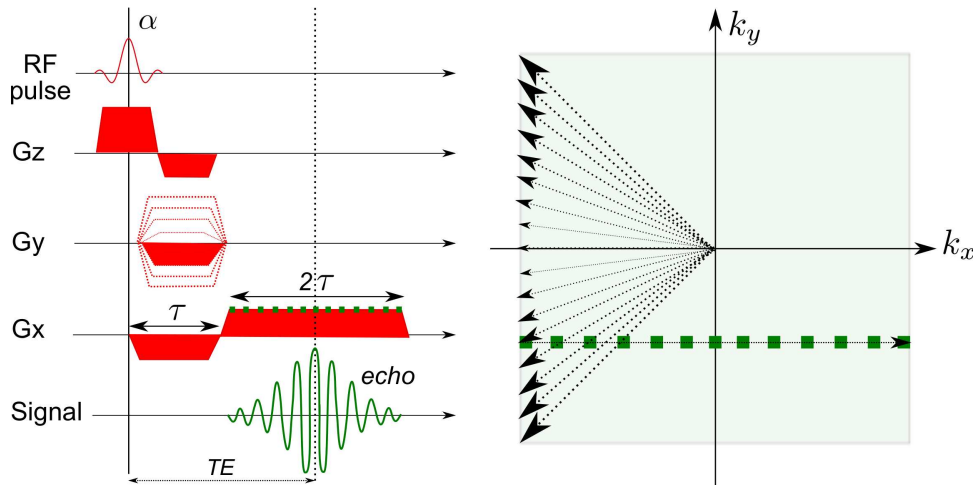 α
RF
pulse
Gz
Gy
Gx
τ
2τ
echo
Signal
TE
k_y
k_x